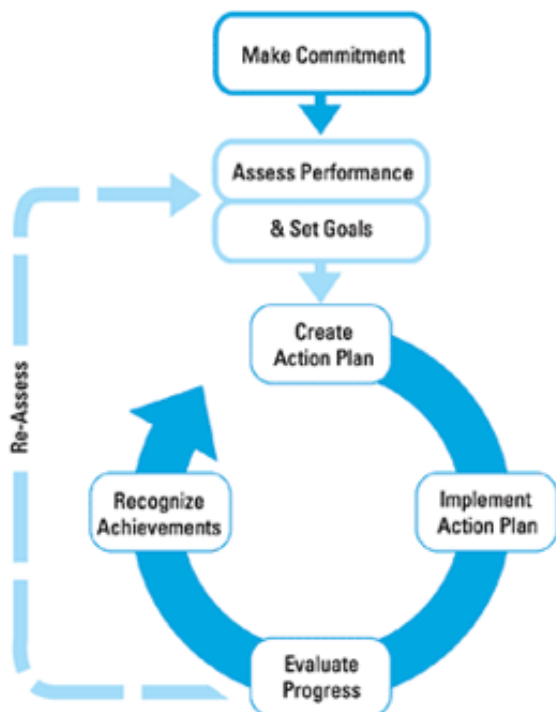 Make Commitment
Assess Performance
& Set Goals
Create
Action Plan
Re-Assess
Recognize
Achievements
Implement
Action Plan
Evaluate
Progress